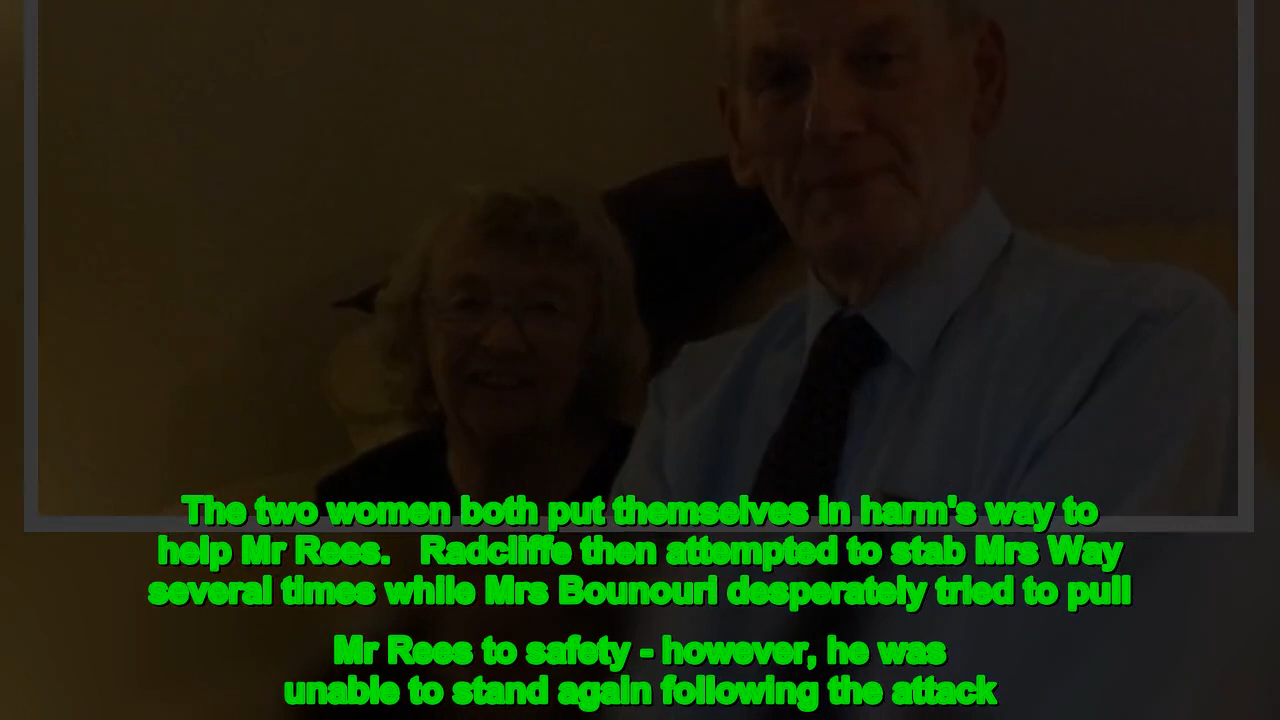 The two women both put themselves in harm's way to
help Mr Rees.   Radcliffe then attempted to stab Mrs Way
several times while Mrs Bounouri desperately tried to pull
Mr Rees to safety - however, he was
unable to stand again following the attack